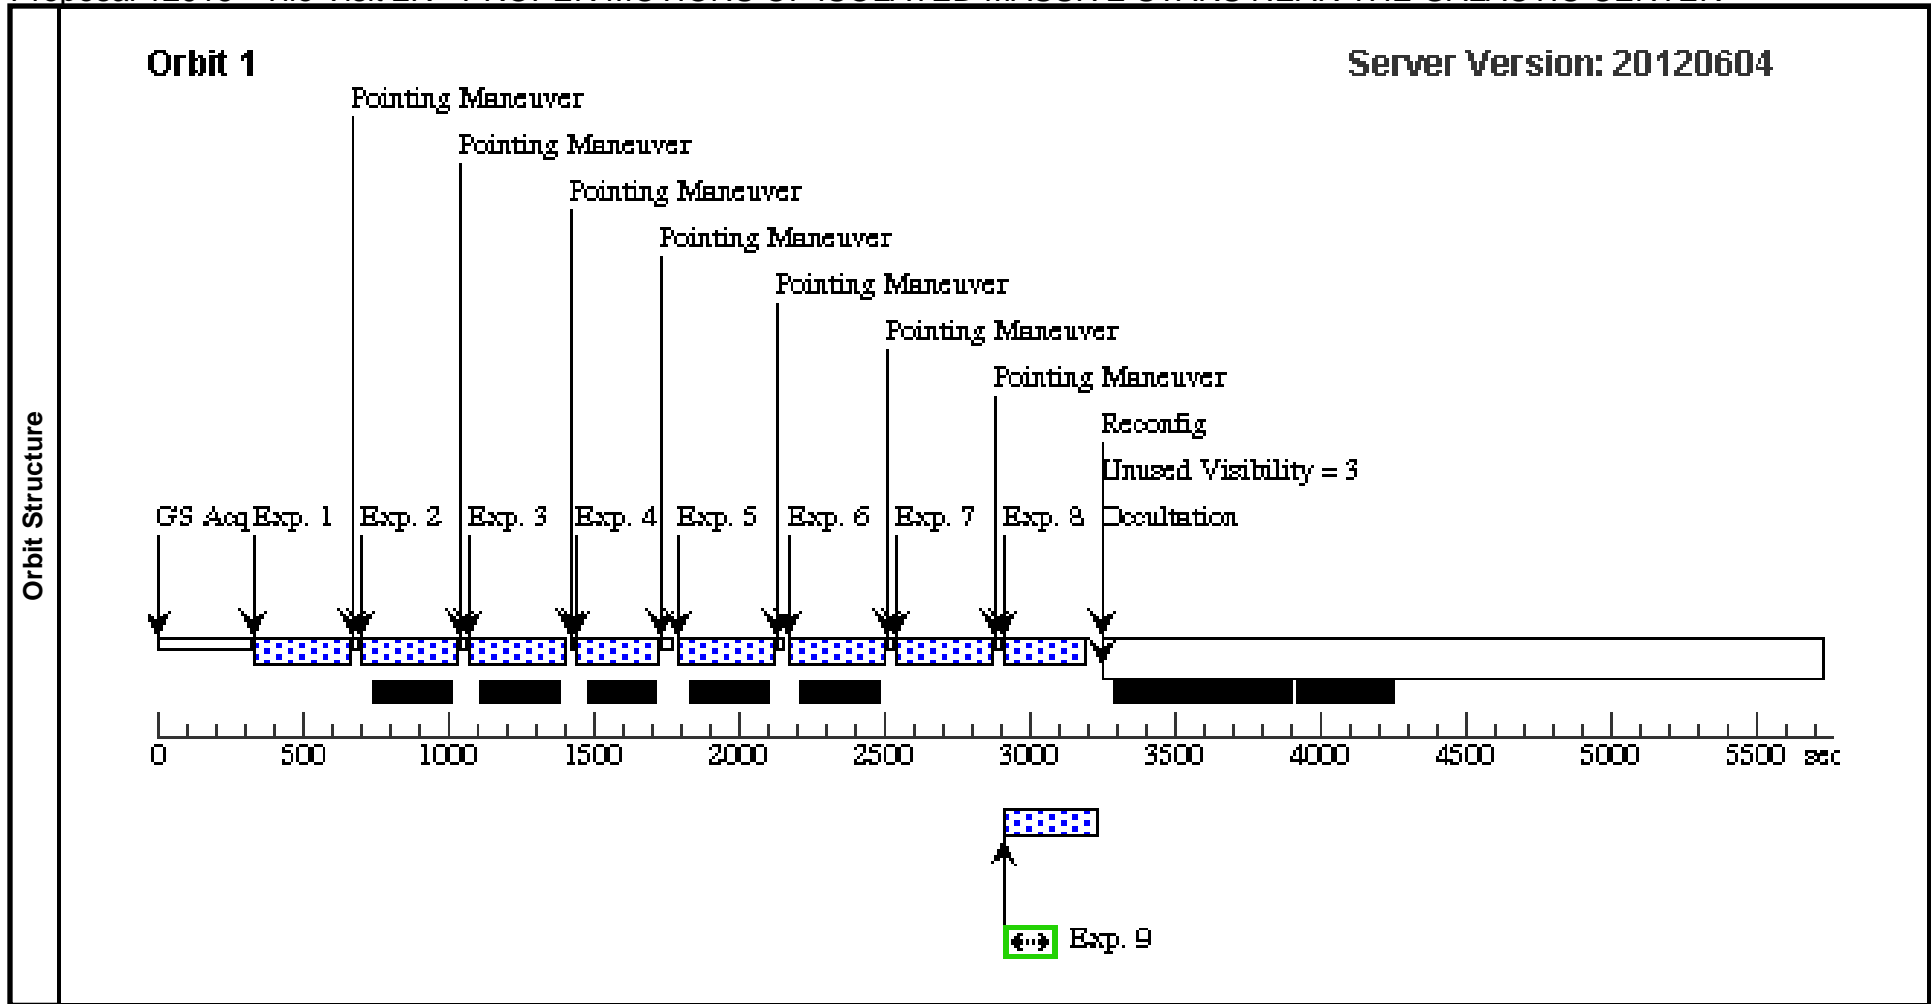 Orbit 1
Server Version: 20120604
Pointing Maneuver
Pointing Maneuver
Pointing Maneuver
Pointing Maneuver
Pointing Maneuver
Pointing Maneuver
Pointing Maneuver
Reconfig
Unused Visibility = 3
GS Acq Exp. 1 Exp. 2 Exp. 3 Exp. 4 Exp. 5 Exp. 6 Exp. 7 Exp. 8 Occultation
Orbit Structure
0 500 1000 1500 2000 2500 3000 3500 4000 4500 5000 5500 sec
Exp. 9